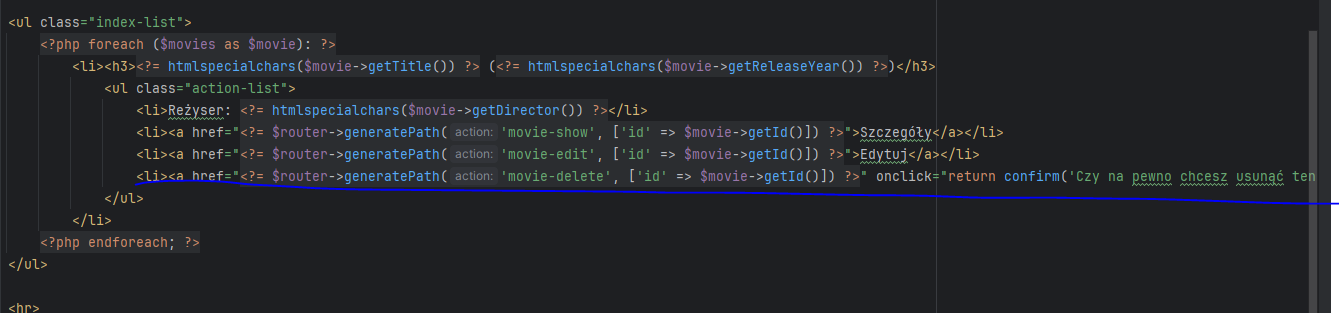 <ul class="index-list">
<?php foreach ($movies as $movie): ?>
<li><h3><?= htmlspecialchars($movie->getTitle()) ?> (<?= htmlspecialchars($movie->getReleaseYear()) ?>)</h3>
<ul class="action-list">
<li>Reżyser: <?= htmlspecialchars($movie->getDirector()) ?></li>
<li><a href="<?= $router->generatePath( action: 'movie-show', ['id' => $movie->getId()]) ?>">Szczegóły</a></li>
<li><a href="<?= $router->generatePath( action: 'movie-edit', ['id' => $movie->getId()]) ?>">Edytuj</a></li>
<li><a href="<?= $router->generatePath( action: 'movie-delete', ['id' => $movie->getId()]) ?>" onclick="return confirm('Czy na pewno chcesz usunąć ten
</ul>
</li>
<?php endforeach; ?>
</ul>
<hr>